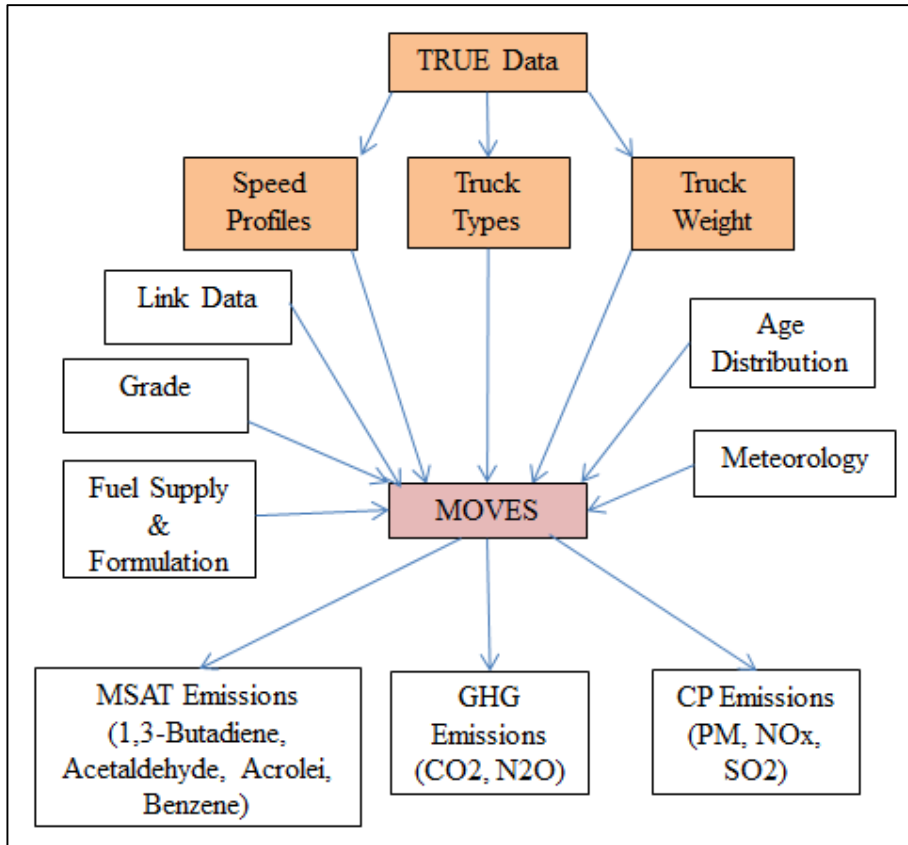 TRUE Data
Speed
Profiles
Truck
Types
Truck
Weight
Link Data
Age
Distribution
Grade
Meteorology
Fuel Supply
&
Formulation
MOVES
MSAT Emissions
(1,3-Butadiene,
Acetaldehyde, Acrolei,
Benzene)
GHG
Emissions
(CO2, N2O)
CP Emissions
(PM, NOx,
SO2)